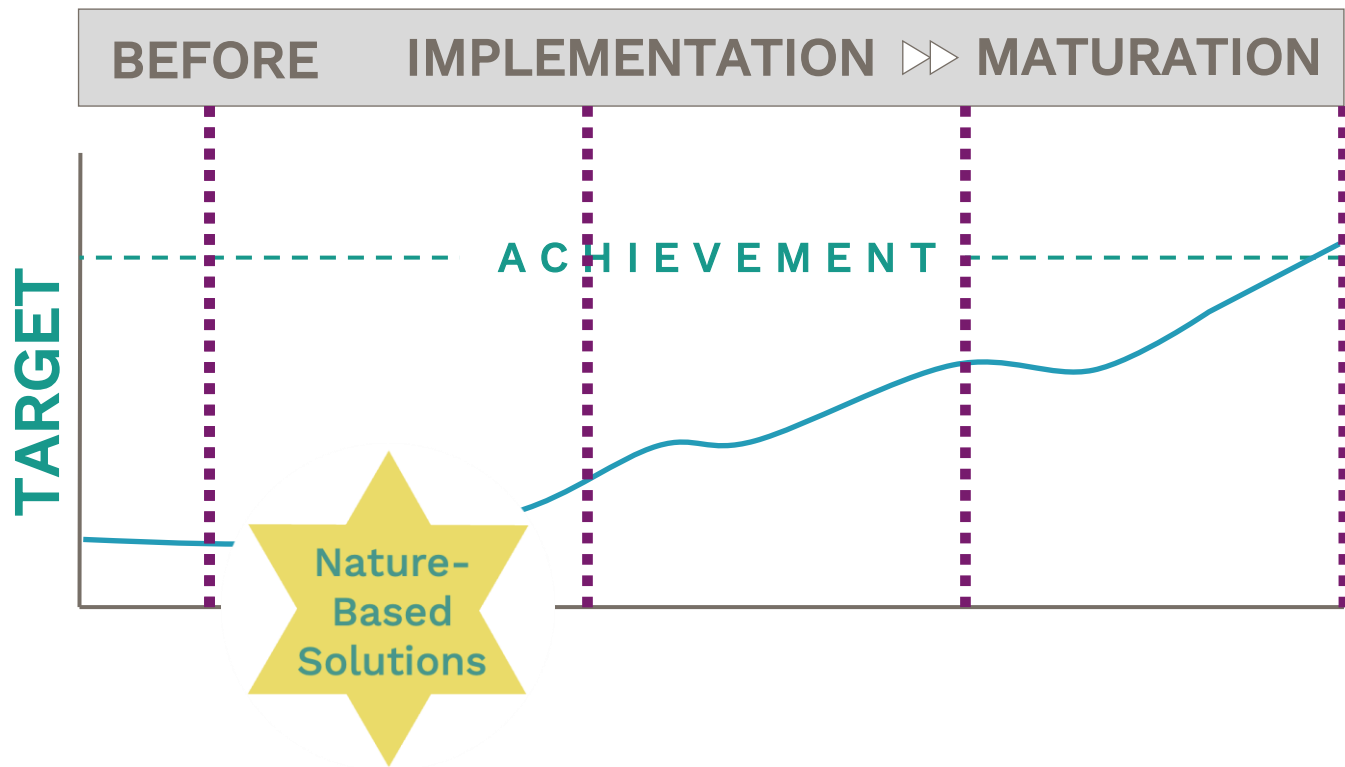 BEFORE IMPLEMENTATION MATURATION
ACHIEVEMENT
TARGET
Nature-
Based
Solutions